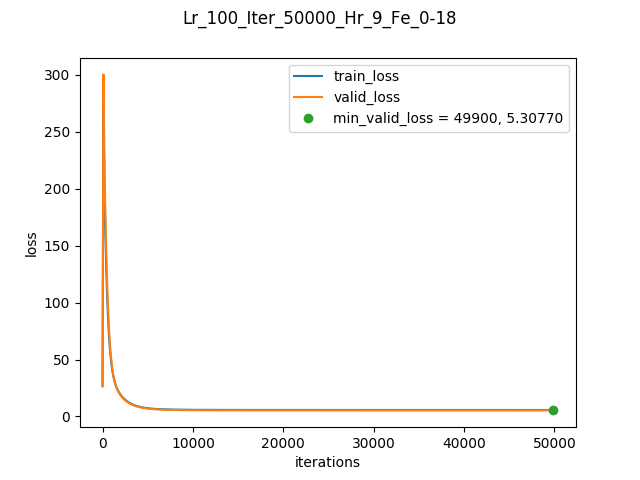 Lr_100_Iter_50000_Hr_9_Fe_0-18
train_loss
valid_loss
min_valid_loss = 49900, 5.30770
300
250
200
150
100
50
0
loss
0 10000 20000 30000 40000 50000
iterations